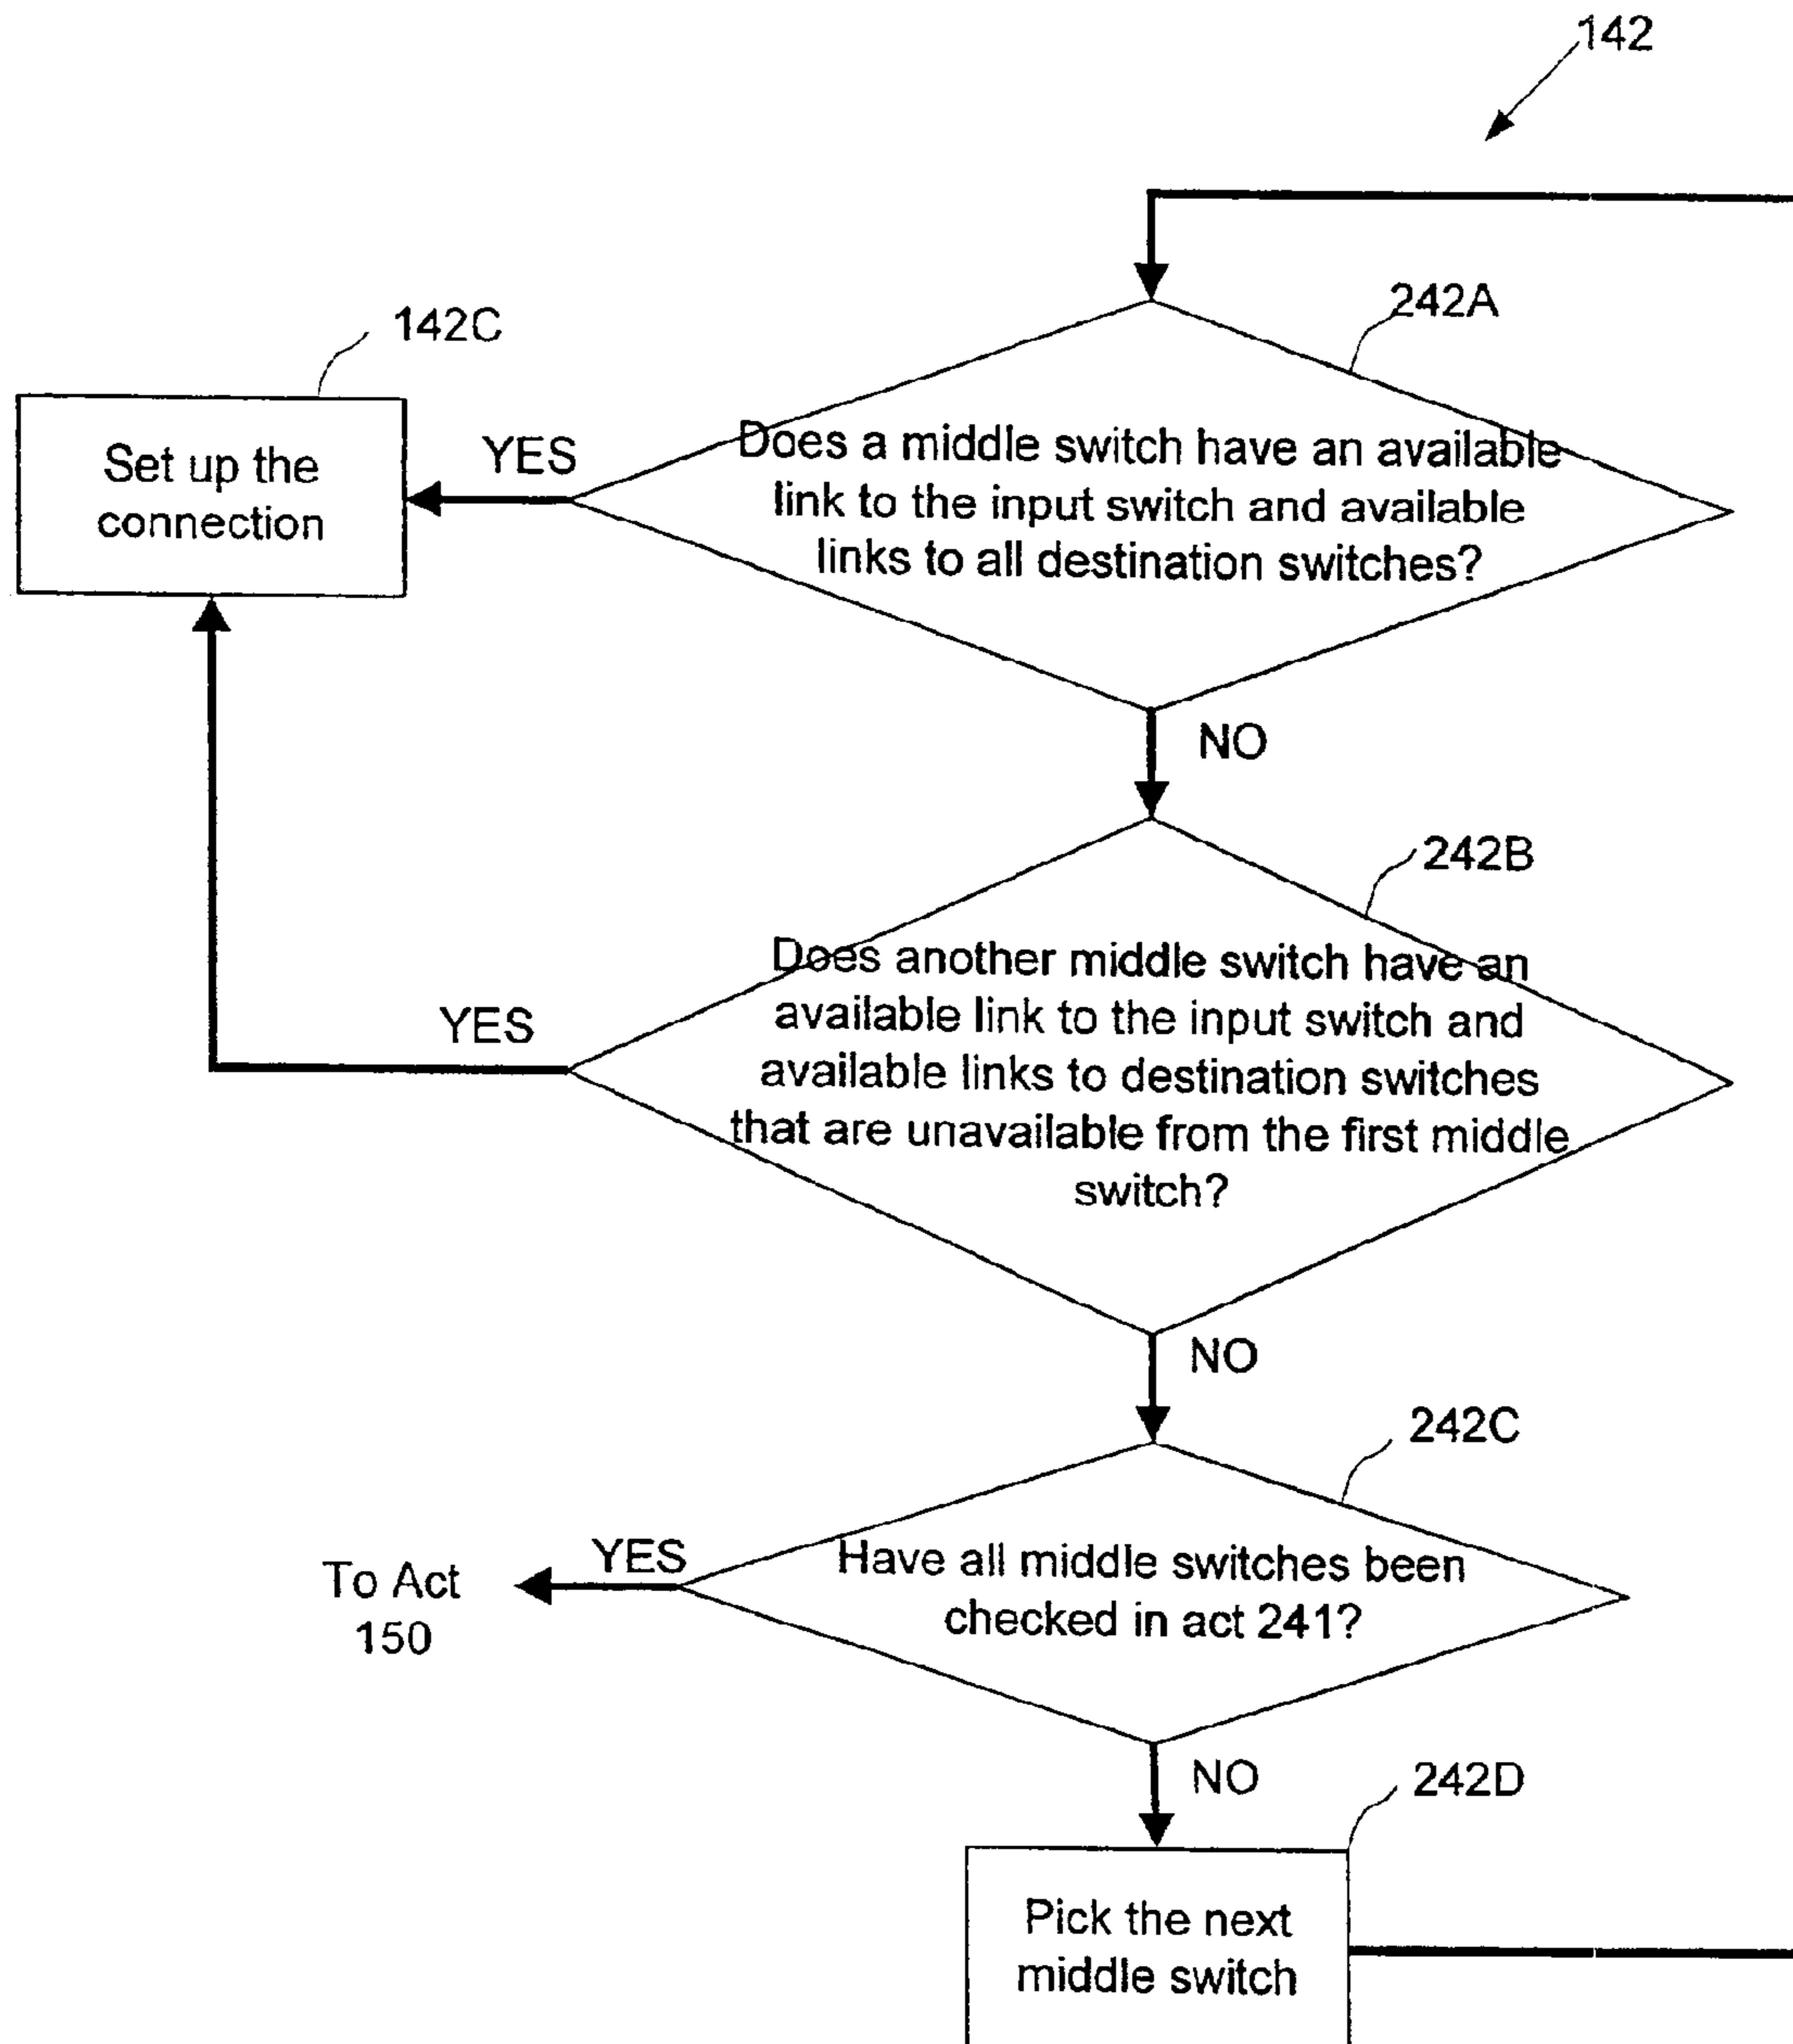 142
242A
142C
Set up the
connection
YES
Does a middle switch have an available
link to the input switch and available
links to all destination switches?
NO
242B
YES
Does another middle switch have an
available link to the input switch and
available links to destination switches
that are unavailable from the first middle
switch?
NO
242C
To Act
150
YES
Have all middle switches been
checked in act 241?
NO
242D
Pick the next
middle switch